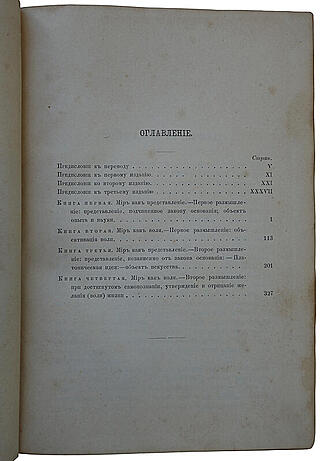 ОГЛАВЛЕНІЕ.
Стран.
Предисловіе къ переводу V
Предисловіе къ первому изданію XI
Предисловіе ко второму изданію XXI
Предисловіе къ третьему изданію XXXVII
Книга первая. Міръ какъ представленіе.—Первое размышле-
ніе: представленіе, подчиненное закону основанія; объектъ
опыта и науки 1
Книга вторая. Міръ какъ воля.—Первое размышленіе: объ-
ективація воли 113
Книга третья. Міръ какъ представленіе.—Второе размышле-
ніе: представленіе, независимо отъ закона основанія:—Пла-
тоническая идея:—объектъ искусства 201
Книга четвертая. Міръ какъ воля.—Второе размышленіе:
при достигнутомъ самопознаніи, утвержденіе и отрицаніе же-
ланія (воли) жизни 327